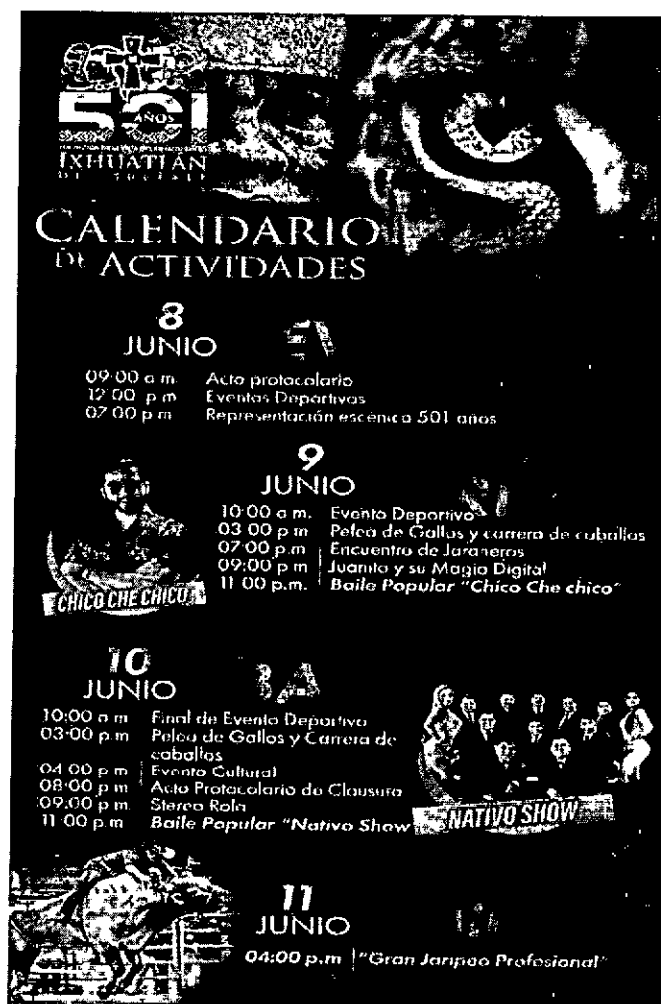 501
AÑOS
IXHUATLÁN
CALENDARIO
DE ACTIVIDADES
8
JUNIO
09:00 a.m. Acto protocolario
12:00 p.m Eventos Deportivos
07:00 p.m Representación escénica 501 años
9
JUNIO
10:00 a.m. Evento Deportivo
03:00 p.m Pelea de Gallos y carrera de caballos
07:00 p.m Encuentro de Jaraneros
09:00 p.m Juanito y su Magia Digital
11:00 p.m. Baile Popular "Chico Che chico"
CHICO CHE CHICO
10
JUNIO
10:00 a.m Final de Evento Deportivo
03:00 p.m Pelea de Gallos y Carrera de
caballos
04:00 p.m Evento Cultural
08:00 p.m Acto Protocolario de Clausura
09:00 p.m. Stereo Rola
11:00 p.m Baile Popular "Nativo Show
NATIVO SHOW
11
JUNIO
04:00 p.m "Gran Jaripeo Profesional"